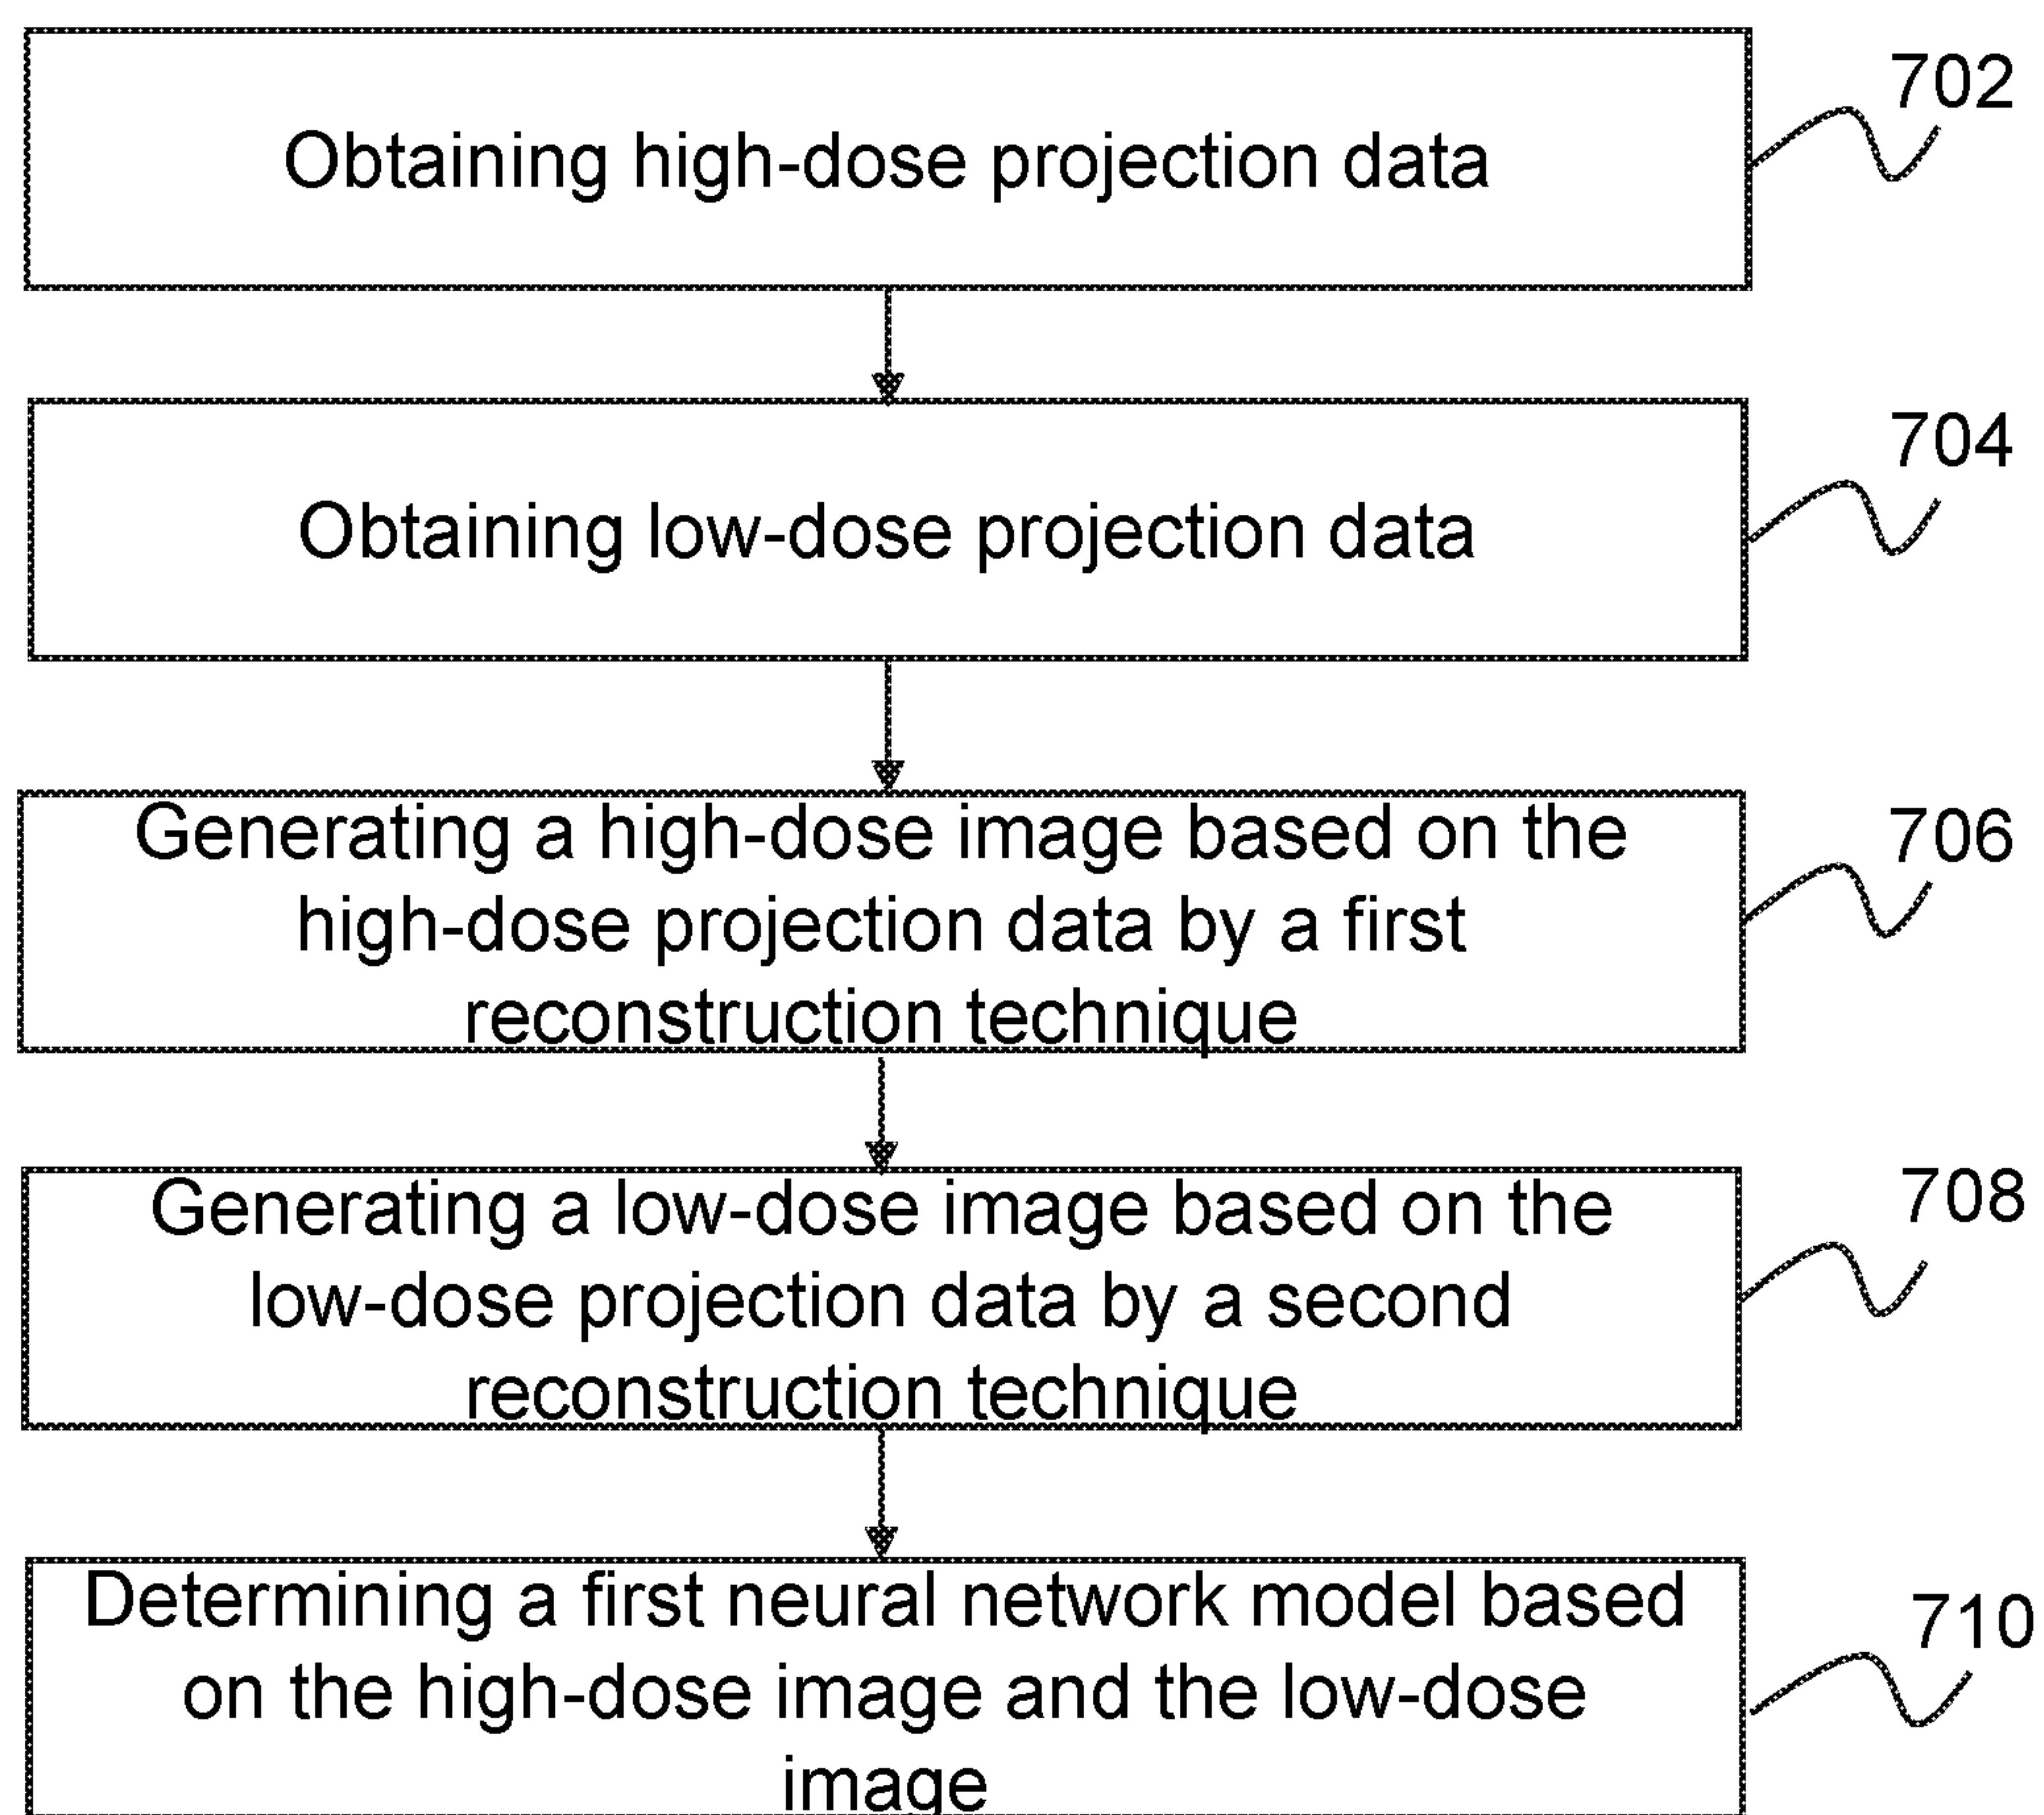 Obtaining high-dose projection data
702
Obtaining low-dose projection data
704
Generating a high-dose image based on the
high-dose projection data by a first
reconstruction technique
706
Generating a low-dose image based on the
low-dose projection data by a second
reconstruction technique
708
Determining a first neural network model based
on the high-dose image and the low-dose
image
710